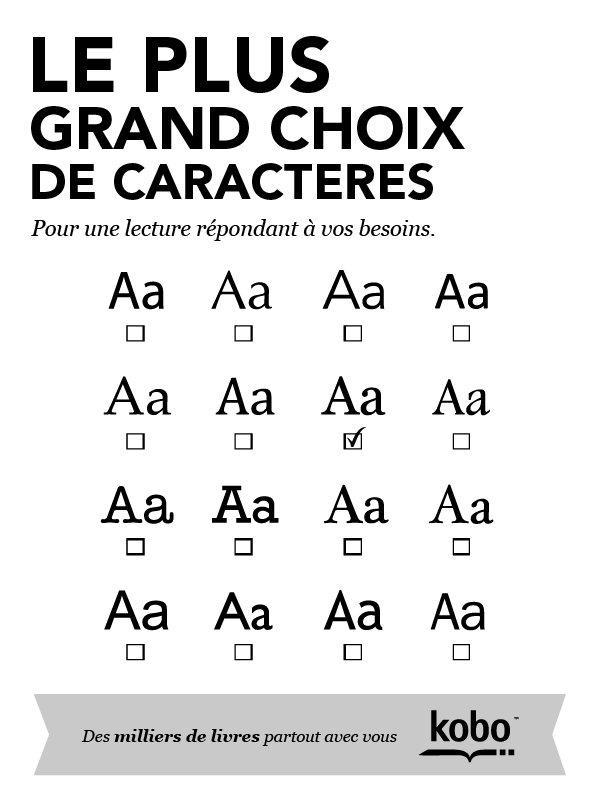 LE PLUS
GRAND CHOIX
DE CARACTERES
Pour une lecture répondant à vos besoins.
Aa Aa Aa Aa
Aa Aa Aa Aa
Aa Aa Aa Aa
Aa Aa Aa Aa
Des milliers de livres partout avec vous
kobo™